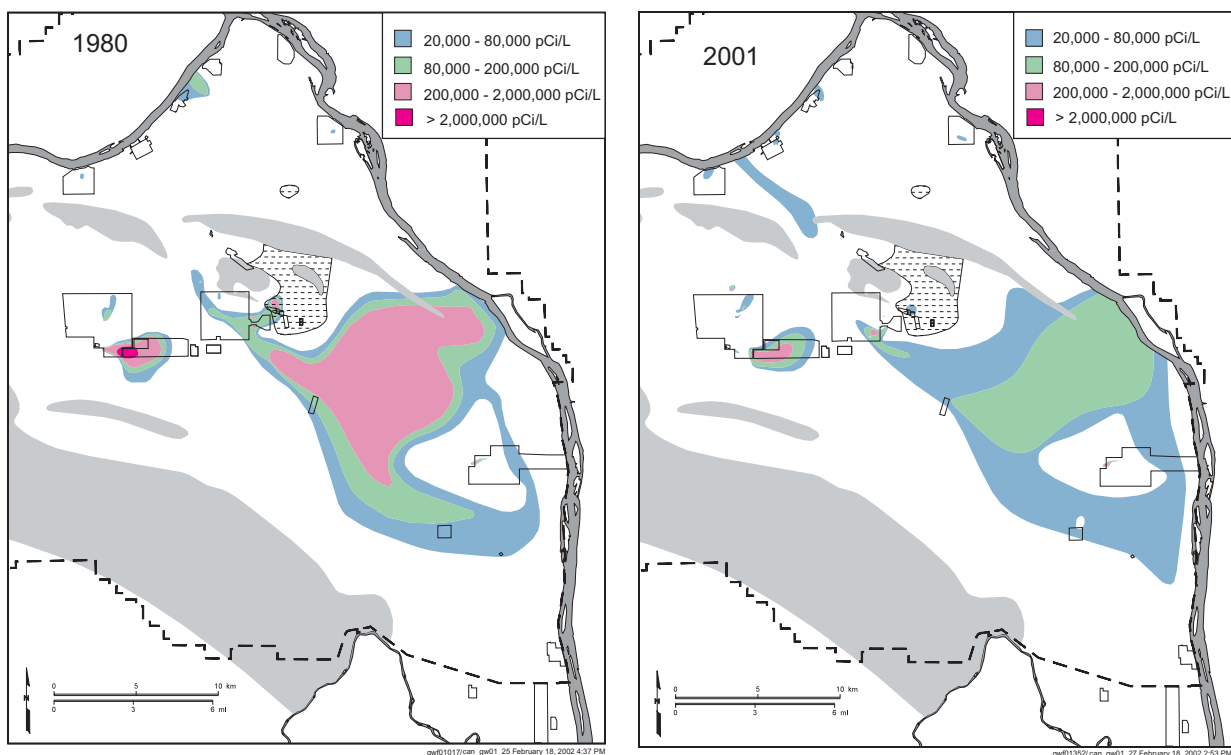 1980
20,000 - 80,000 pCi/L
80,000 - 200,000 pCi/L
200,000 - 2,000,000 pCi/L
> 2,000,000 pCi/L
N
0 5 10 km
0 3 6 mi
gwf01017/can_gw01_25 February 18, 2002 4:37 PM
2001
20,000 - 80,000 pCi/L
80,000 - 200,000 pCi/L
200,000 - 2,000,000 pCi/L
> 2,000,000 pCi/L
N
0 5 10 km
0 3 6 mi
gwf01352/can_gw01_27 February 18, 2002 2:53 PM